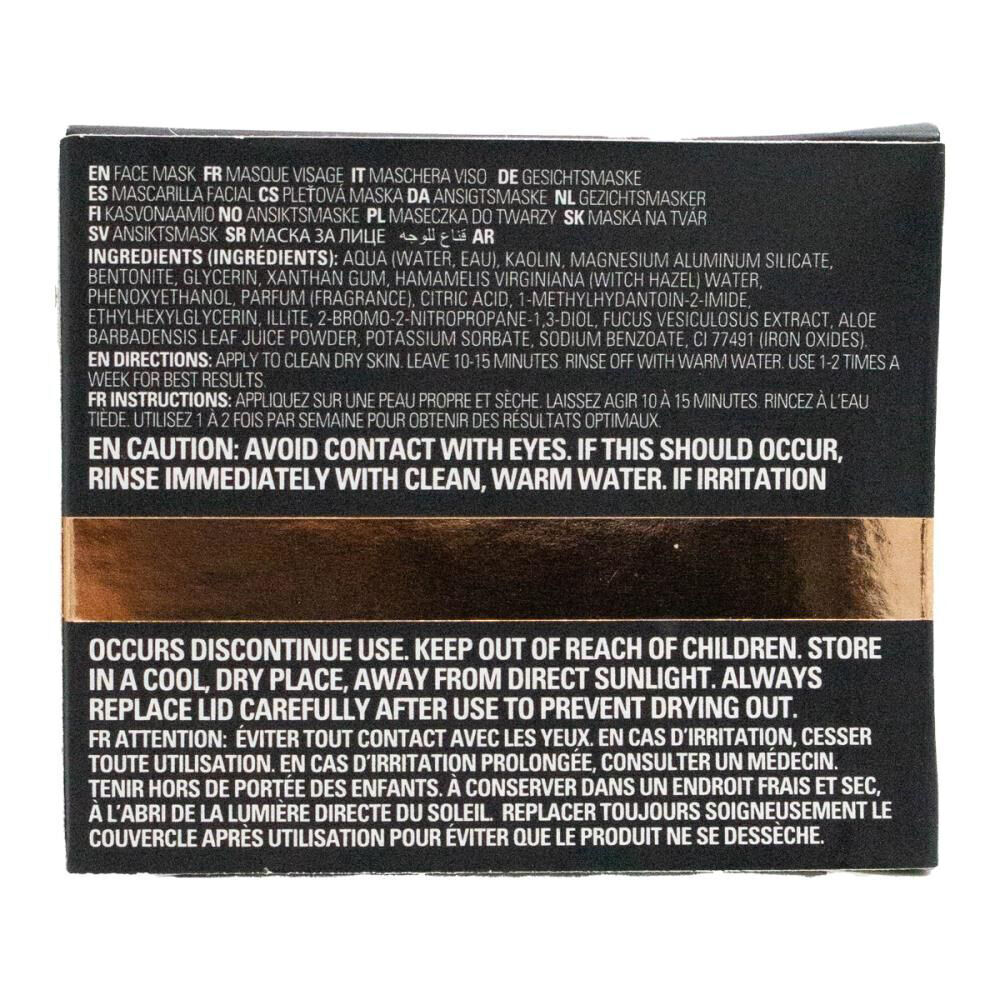 EN FACE MASK FR MASQUE VISAGE IT MASCHERA VISO DE GESICHTSMASKE
ES MASCARILLA FACIAL CS PLEŤOVÁ MASKA DA ANSIGTSMASKE NL GEZICHTSMASKER
FI KASVONAAMIO NO ANSIKTSMASKE PL MASECZKA DO TWARZY SK MASKA NA TVÁR
SV ANSIKTSMASK SR МАСКА ЗА ЛИЦЕ قناع للوجه AR
INGREDIENTS (INGRÉDIENTS): AQUA (WATER, EAU), KAOLIN, MAGNESIUM ALUMINUM SILICATE,
BENTONITE, GLYCERIN, XANTHAN GUM, HAMAMELIS VIRGINIANA (WITCH HAZEL) WATER,
PHENOXYETHANOL, PARFUM (FRAGRANCE), CITRIC ACID, 1-METHYLHYDANTOIN-2-IMIDE,
ETHYLHEXYLGLYCERIN, ILLITE, 2-BROMO-2-NITROPROPANE-1,3-DIOL, FUCUS VESICULOSUS EXTRACT, ALOE
BARBADENSIS LEAF JUICE POWDER, POTASSIUM SORBATE, SODIUM BENZOATE, CI 77491 (IRON OXIDES).
EN DIRECTIONS: APPLY TO CLEAN DRY SKIN. LEAVE 10-15 MINUTES. RINSE OFF WITH WARM WATER. USE 1-2 TIMES A
WEEK FOR BEST RESULTS.
FR INSTRUCTIONS: APPLIQUEZ SUR UNE PEAU PROPRE ET SÈCHE. LAISSEZ AGIR 10 À 15 MINUTES. RINCEZ À L'EAU
TIÈDE. UTILISEZ 1 À 2 FOIS PAR SEMAINE POUR OBTENIR DES RÉSULTATS OPTIMAUX.
EN CAUTION: AVOID CONTACT WITH EYES. IF THIS SHOULD OCCUR,
RINSE IMMEDIATELY WITH CLEAN, WARM WATER. IF IRRITATION
OCCURS DISCONTINUE USE. KEEP OUT OF REACH OF CHILDREN. STORE
IN A COOL, DRY PLACE, AWAY FROM DIRECT SUNLIGHT. ALWAYS
REPLACE LID CAREFULLY AFTER USE TO PREVENT DRYING OUT.
FR ATTENTION: ÉVITER TOUT CONTACT AVEC LES YEUX. EN CAS D'IRRITATION, CESSER
TOUTE UTILISATION. EN CAS D'IRRITATION PROLONGÉE, CONSULTER UN MÉDECIN.
TENIR HORS DE PORTÉE DES ENFANTS. À CONSERVER DANS UN ENDROIT FRAIS ET SEC,
À L'ABRI DE LA LUMIÈRE DIRECTE DU SOLEIL. REPLACER TOUJOURS SOIGNEUSEMENT LE
COUVERCLE APRÈS UTILISATION POUR ÉVITER QUE LE PRODUIT NE SE DESSÈCHE.